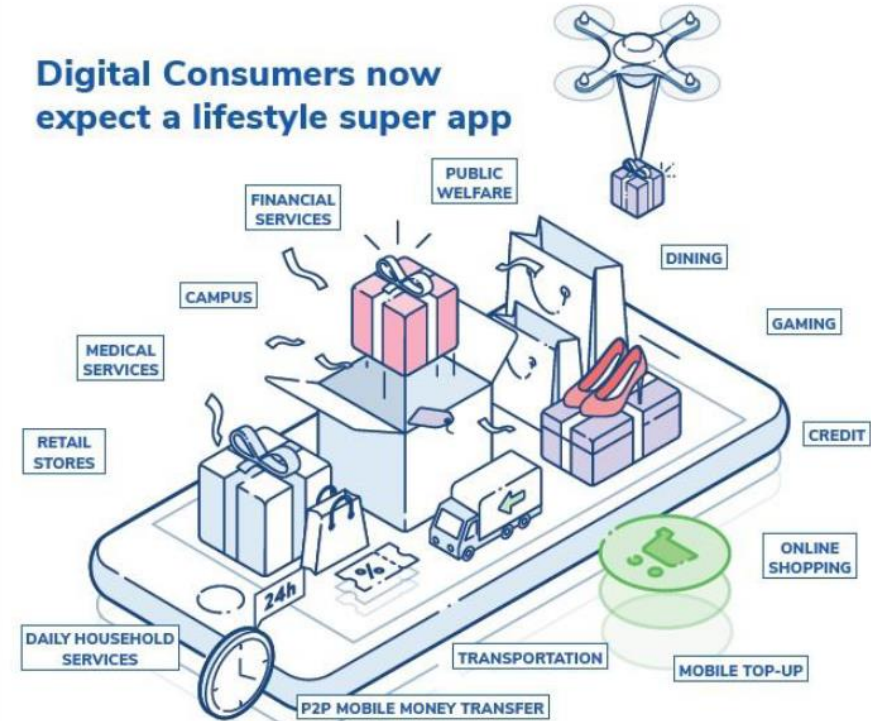 Digital Consumers now
expect a lifestyle super app
PUBLIC
WELFARE
FINANCIAL
SERVICES
DINING
CAMPUS
GAMING
MEDICAL
SERVICES
RETAIL
STORES
CREDIT
%
ONLINE
SHOPPING
24h
DAILY HOUSEHOLD
SERVICES
TRANSPORTATION
MOBILE TOP-UP
P2P MOBILE MONEY TRANSFER